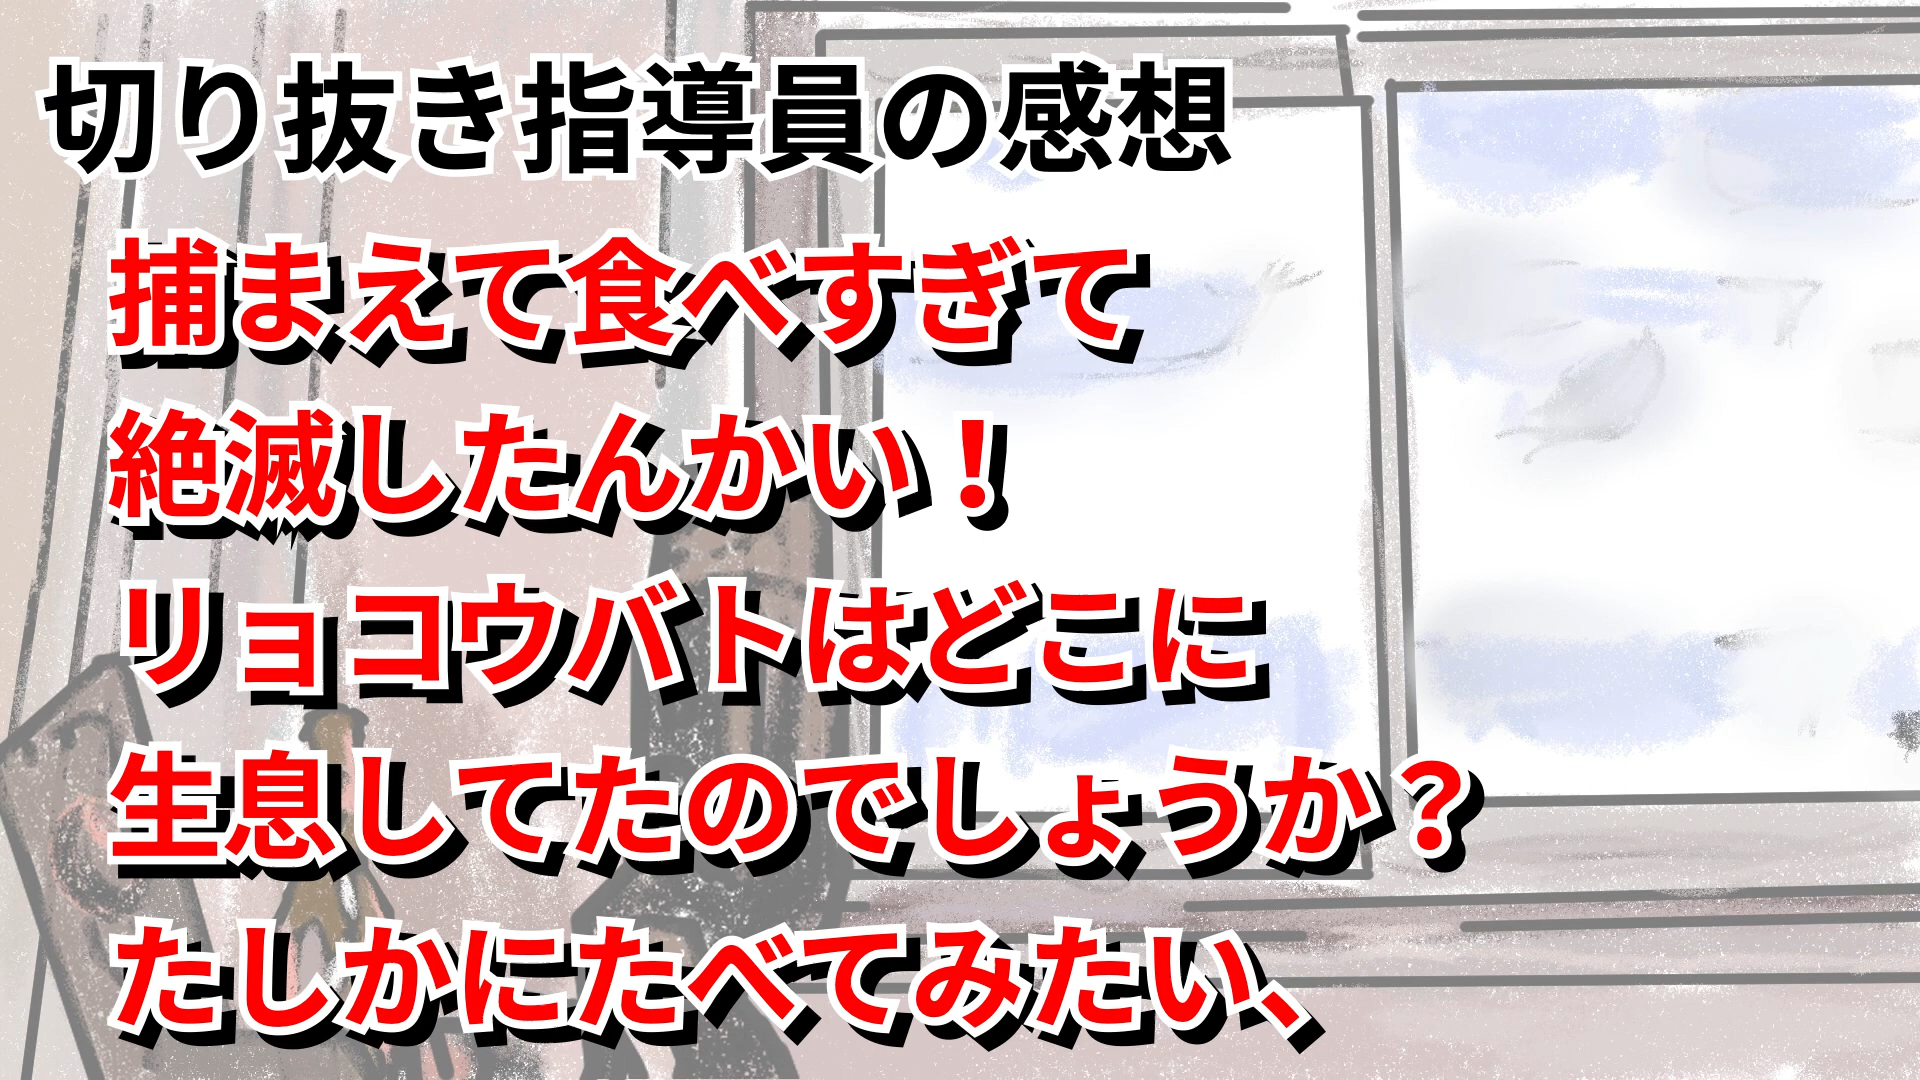 切り抜き指導員の感想
捕まえて食べすぎて
絶滅したんかい！
リョコウバトはどこに
生息してたのでしょうか？
たしかにたべてみたい、